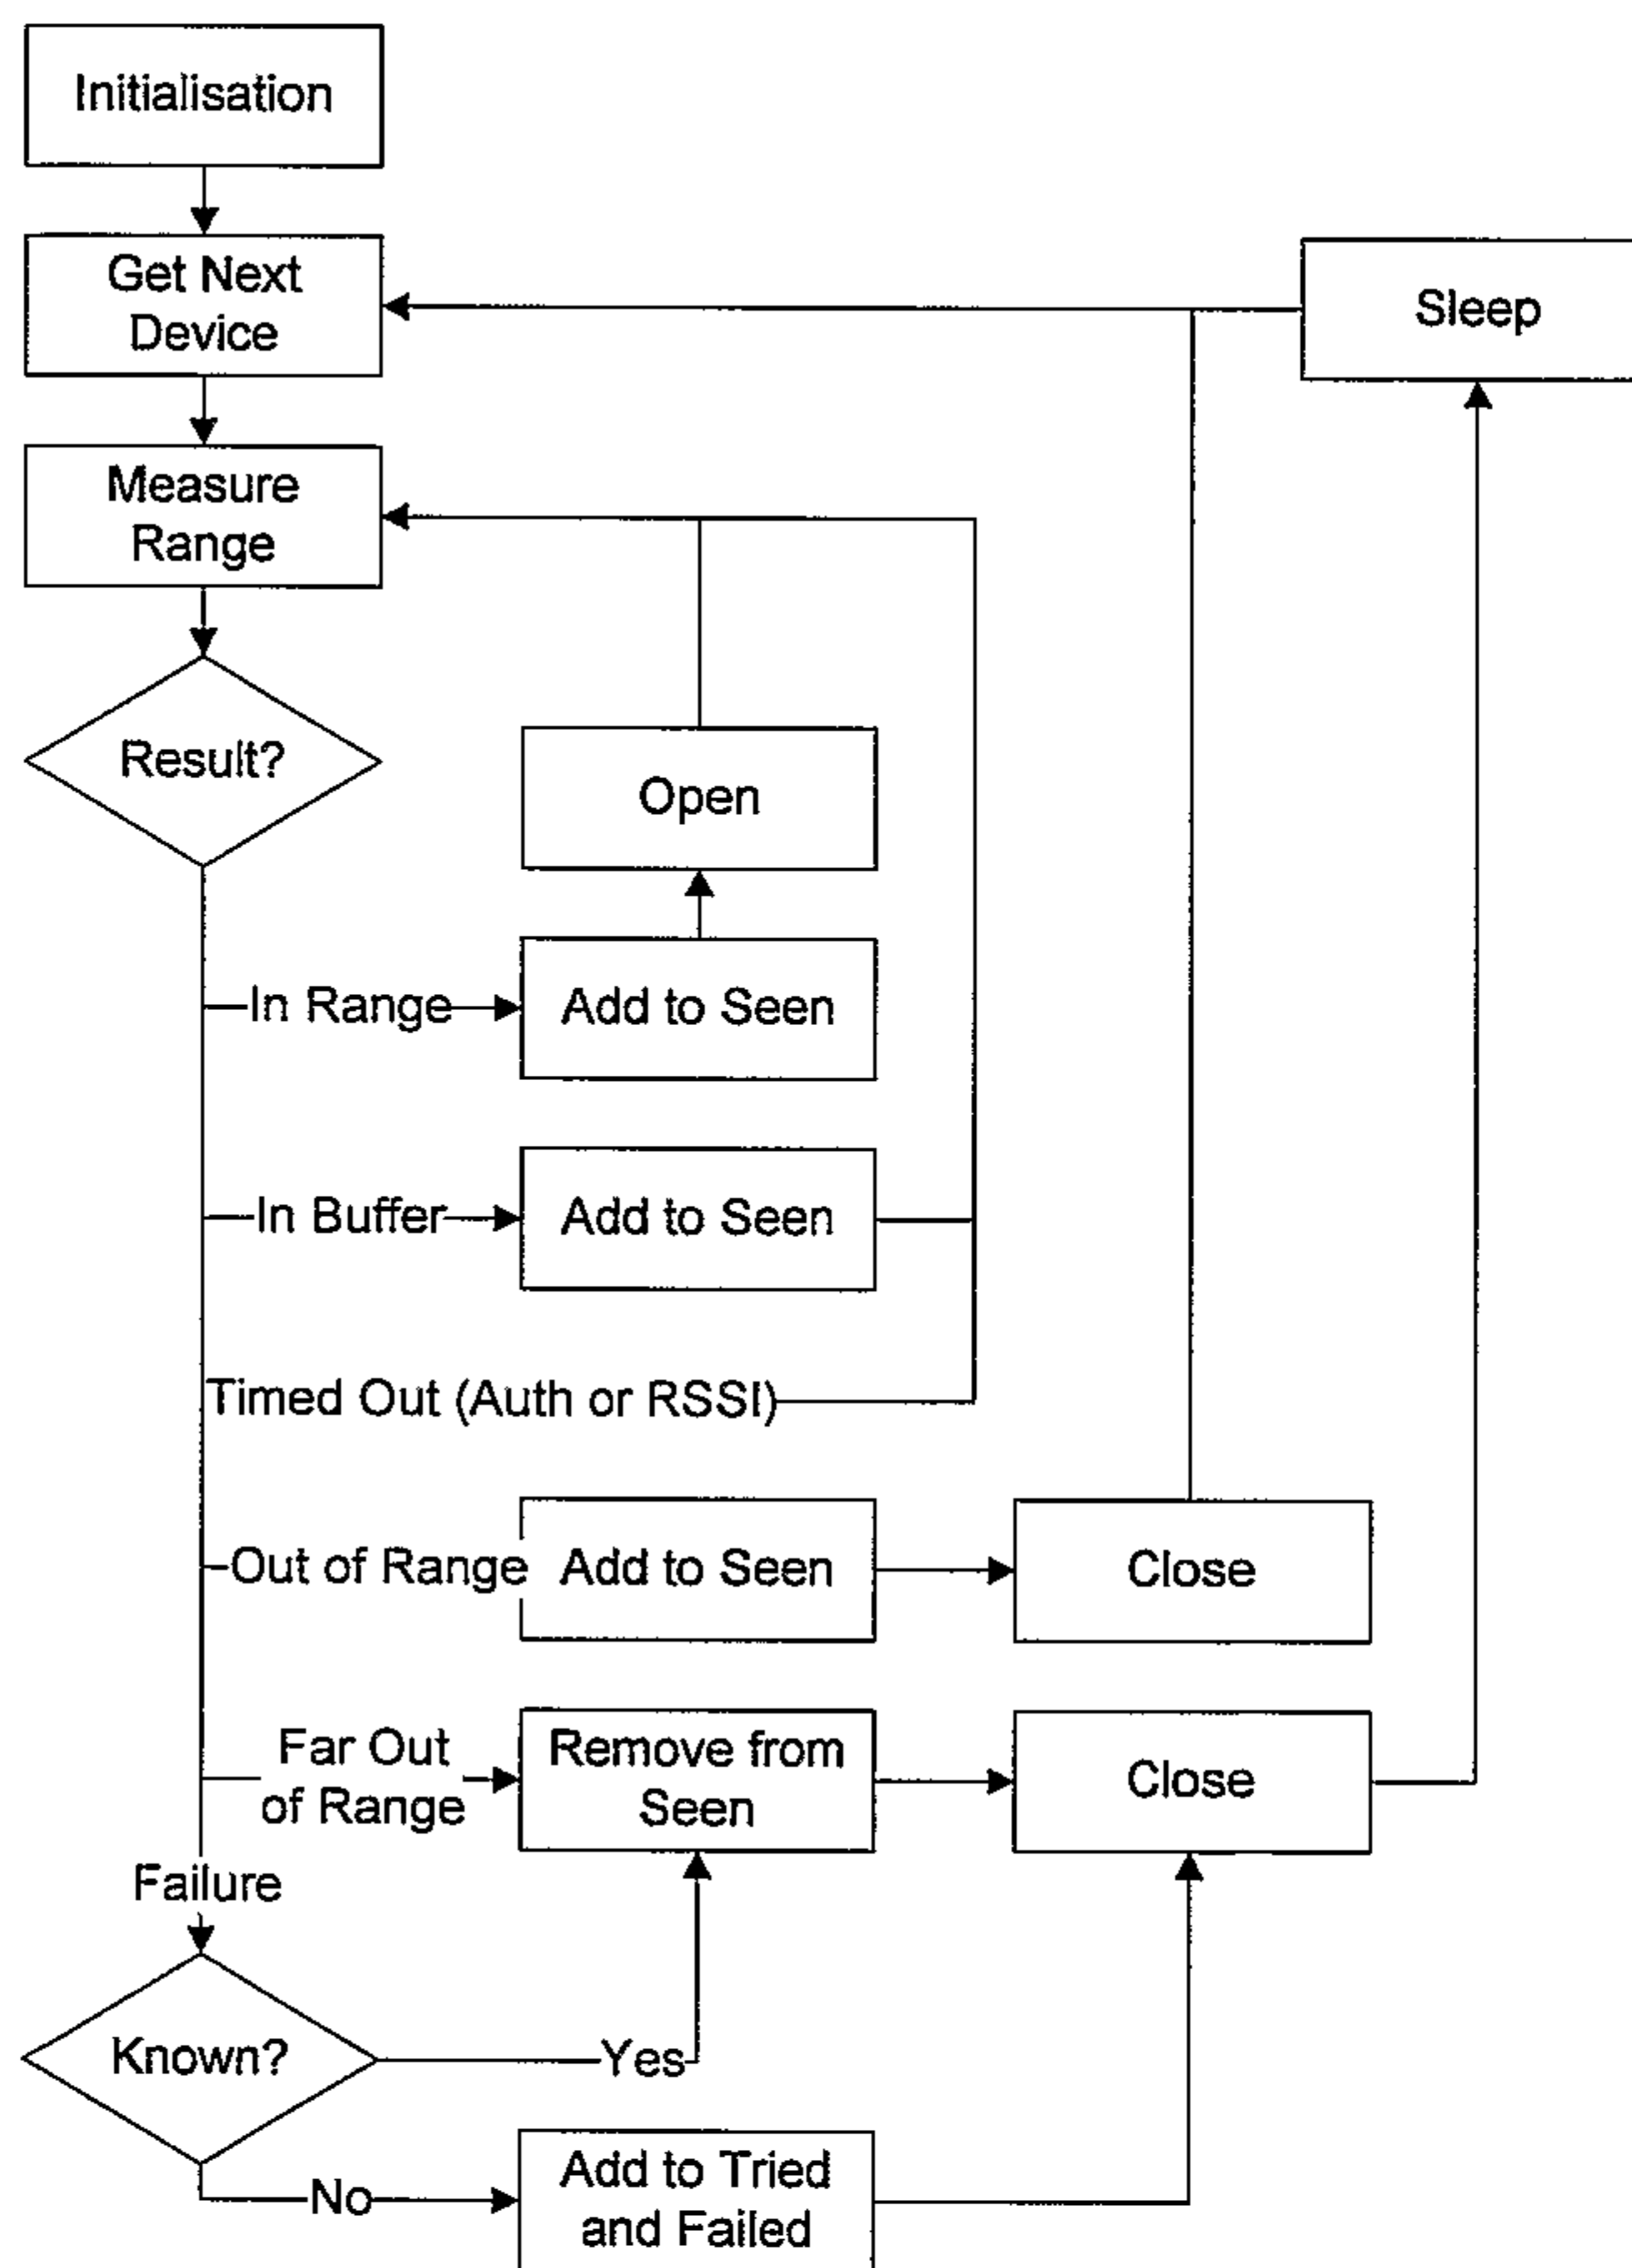 Initialisation
Get Next
Device
Sleep
Measure
Range
Result?
Open
In Range
Add to Seen
In Buffer
Add to Seen
Timed Out (Auth or RSSI)
Out of Range
Add to Seen
Close
Far Out
of Range
Remove from
Seen
Close
Failure
Known?
Yes
No
Add to Tried
and Failed